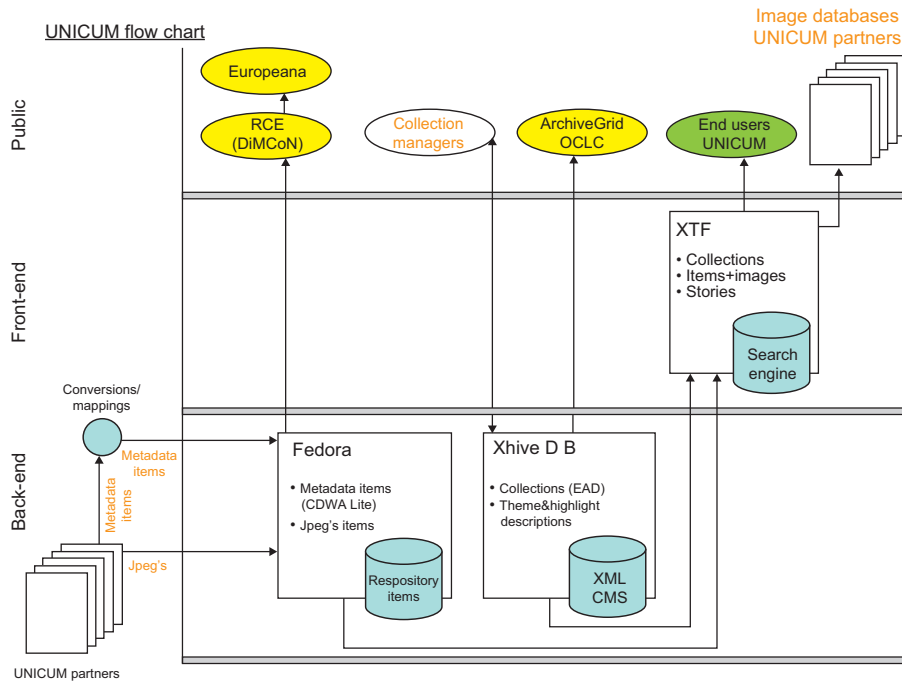 UNICUM flow chart
Image databases
UNICUM partners
Public
Europeana
RCE
(DiMCoN)
Collection
managers
ArchiveGrid
OCLC
End users
UNICUM
Front-end
XTF
• Collections
• Items+images
• Stories
Search
engine
Back-end
Conversions/
mappings
Metadata
items
Metadata
items
Jpeg's
UNICUM partners
Fedora
• Metadata items
(CDWA Lite)
• Jpeg's items
Respository
items
Xhive D B
• Collections (EAD)
• Theme&highlight
descriptions
XML
CMS